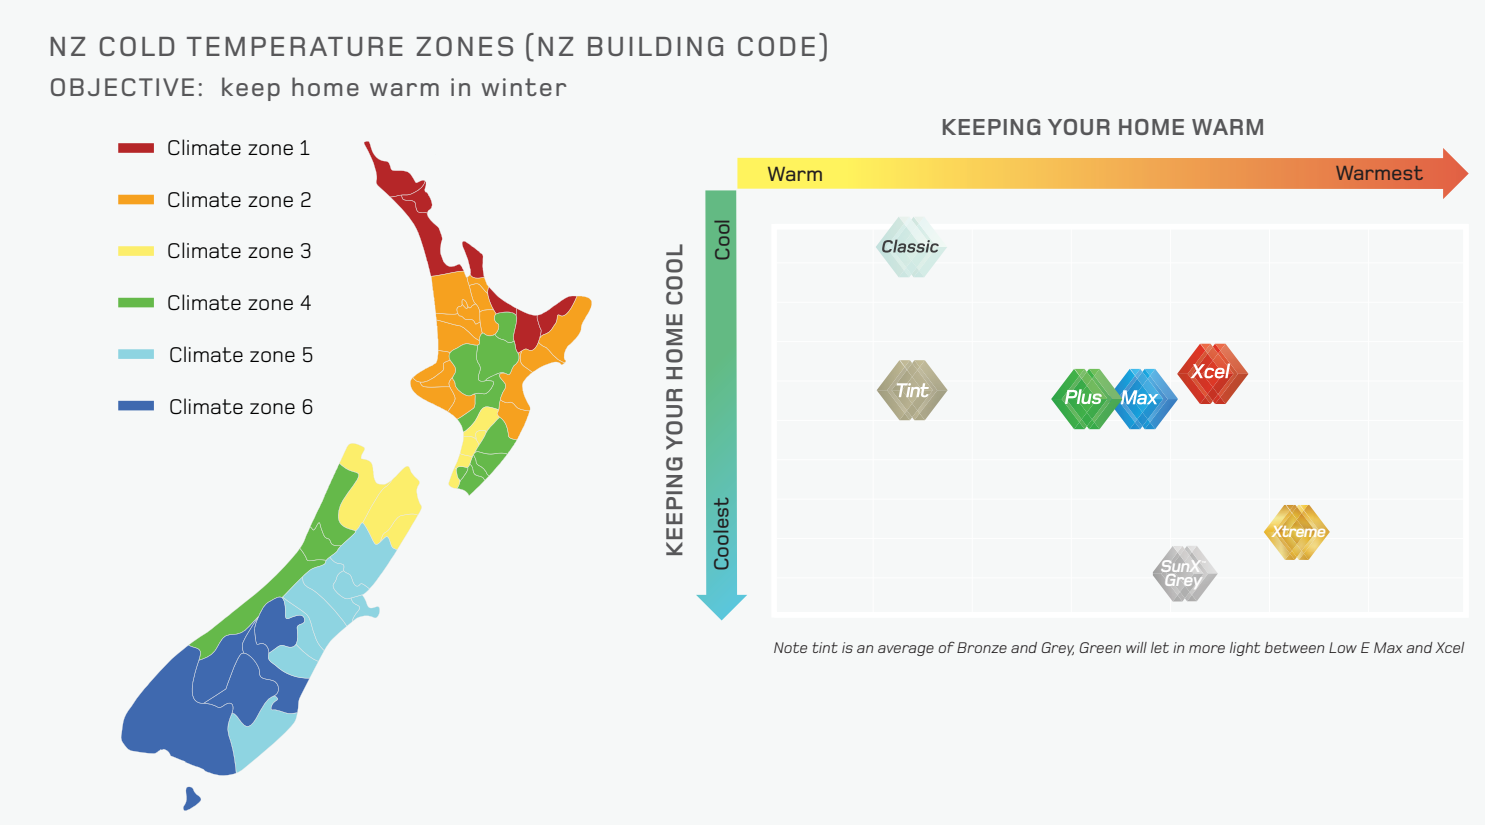 NZ COLD TEMPERATURE ZONES (NZ BUILDING CODE)
OBJECTIVE: keep home warm in winter
Climate zone 1
Climate zone 2
Climate zone 3
Climate zone 4
Climate zone 5
Climate zone 6
KEEPING YOUR HOME WARM
Warm
Warmest
KEEPING YOUR HOME COOL
Cool
Coolest
Classic
Tint
Plus
Max
Xcel
Xtreme
SunX
Grey
Note tint is an average of Bronze and Grey, Green will let in more light between Low E Max and Xcel